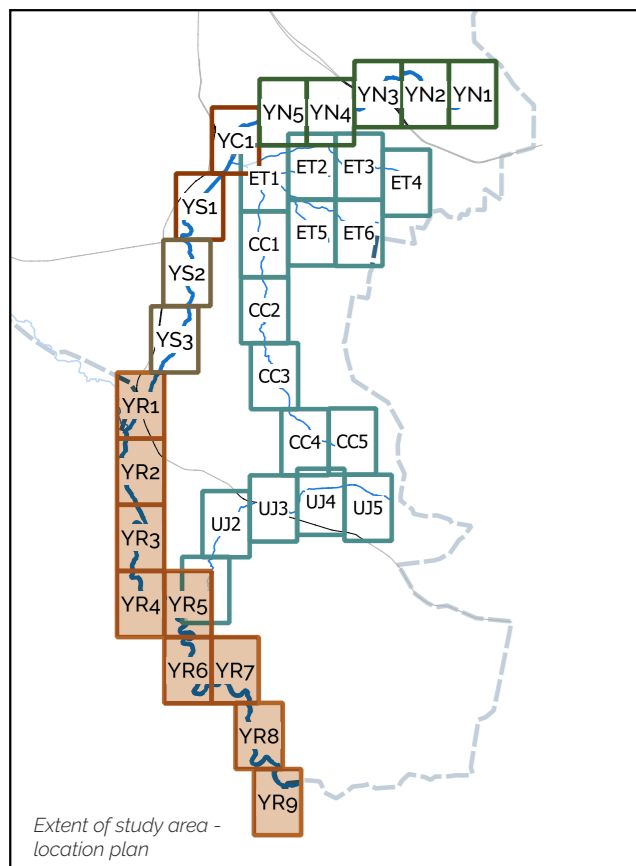 YN3
YN2
YN1
YN5
YN4
YC1
ET2
ET3
ET1
ET4
YS1
ET5
ET6
CC1
YS2
CC2
YS3
CC3
YR1
CC4
CC5
YR2
UJ3
UJ4
UJ5
UJ2
YR3
YR4
YR5
YR6
YR7
YR8
YR9
Extent of study area -
location plan